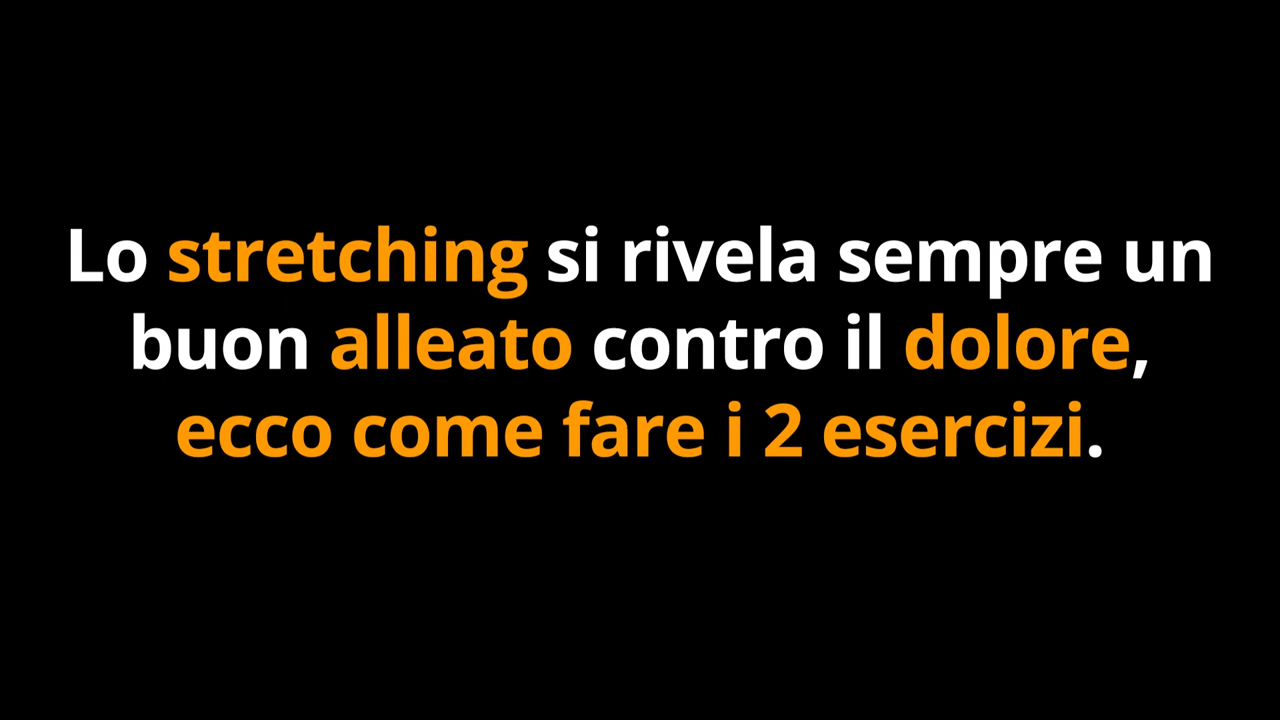 Lo stretching si rivela sempre un
buon alleato contro il dolore,
ecco come fare i 2 esercizi.